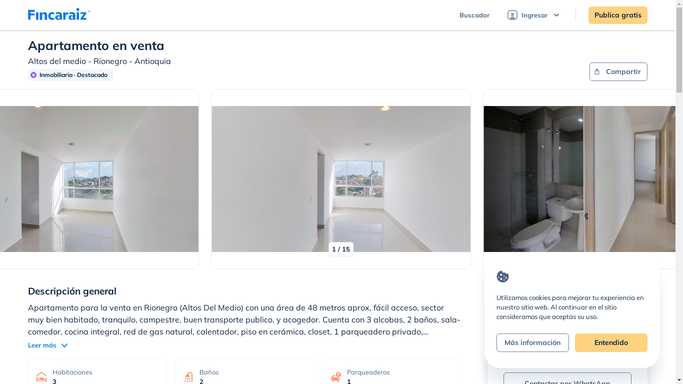 Fincaraiz
Buscador
Ingresar
Publica gratis
Apartamento en venta
Altos del medio - Rionegro - Antioquia
Inmobiliaria - Destacado
Compartir
1 / 15
Descripción general
Apartamento para la venta en Rionegro (Altos Del Medio) con una área de 48 metros aprox, fácil acceso, sector
muy bien habitado, tranquilo, campestre, buen transporte publico, y acogedor. Cuenta con 3 alcobas, 2 baños, sala-
comedor, cocina integral, red de gas natural, calentador, piso en cerámica, closet, 1 parqueadero privado,...
Leer más
Habitaciones
3
Baños
2
Parqueaderos
1
Utilizamos cookies para mejorar tu experiencia en
nuestro sitio web. Al continuar en el sitio
consideramos que aceptas su uso.
Más información
Entendido
Contactar por WhatsApp